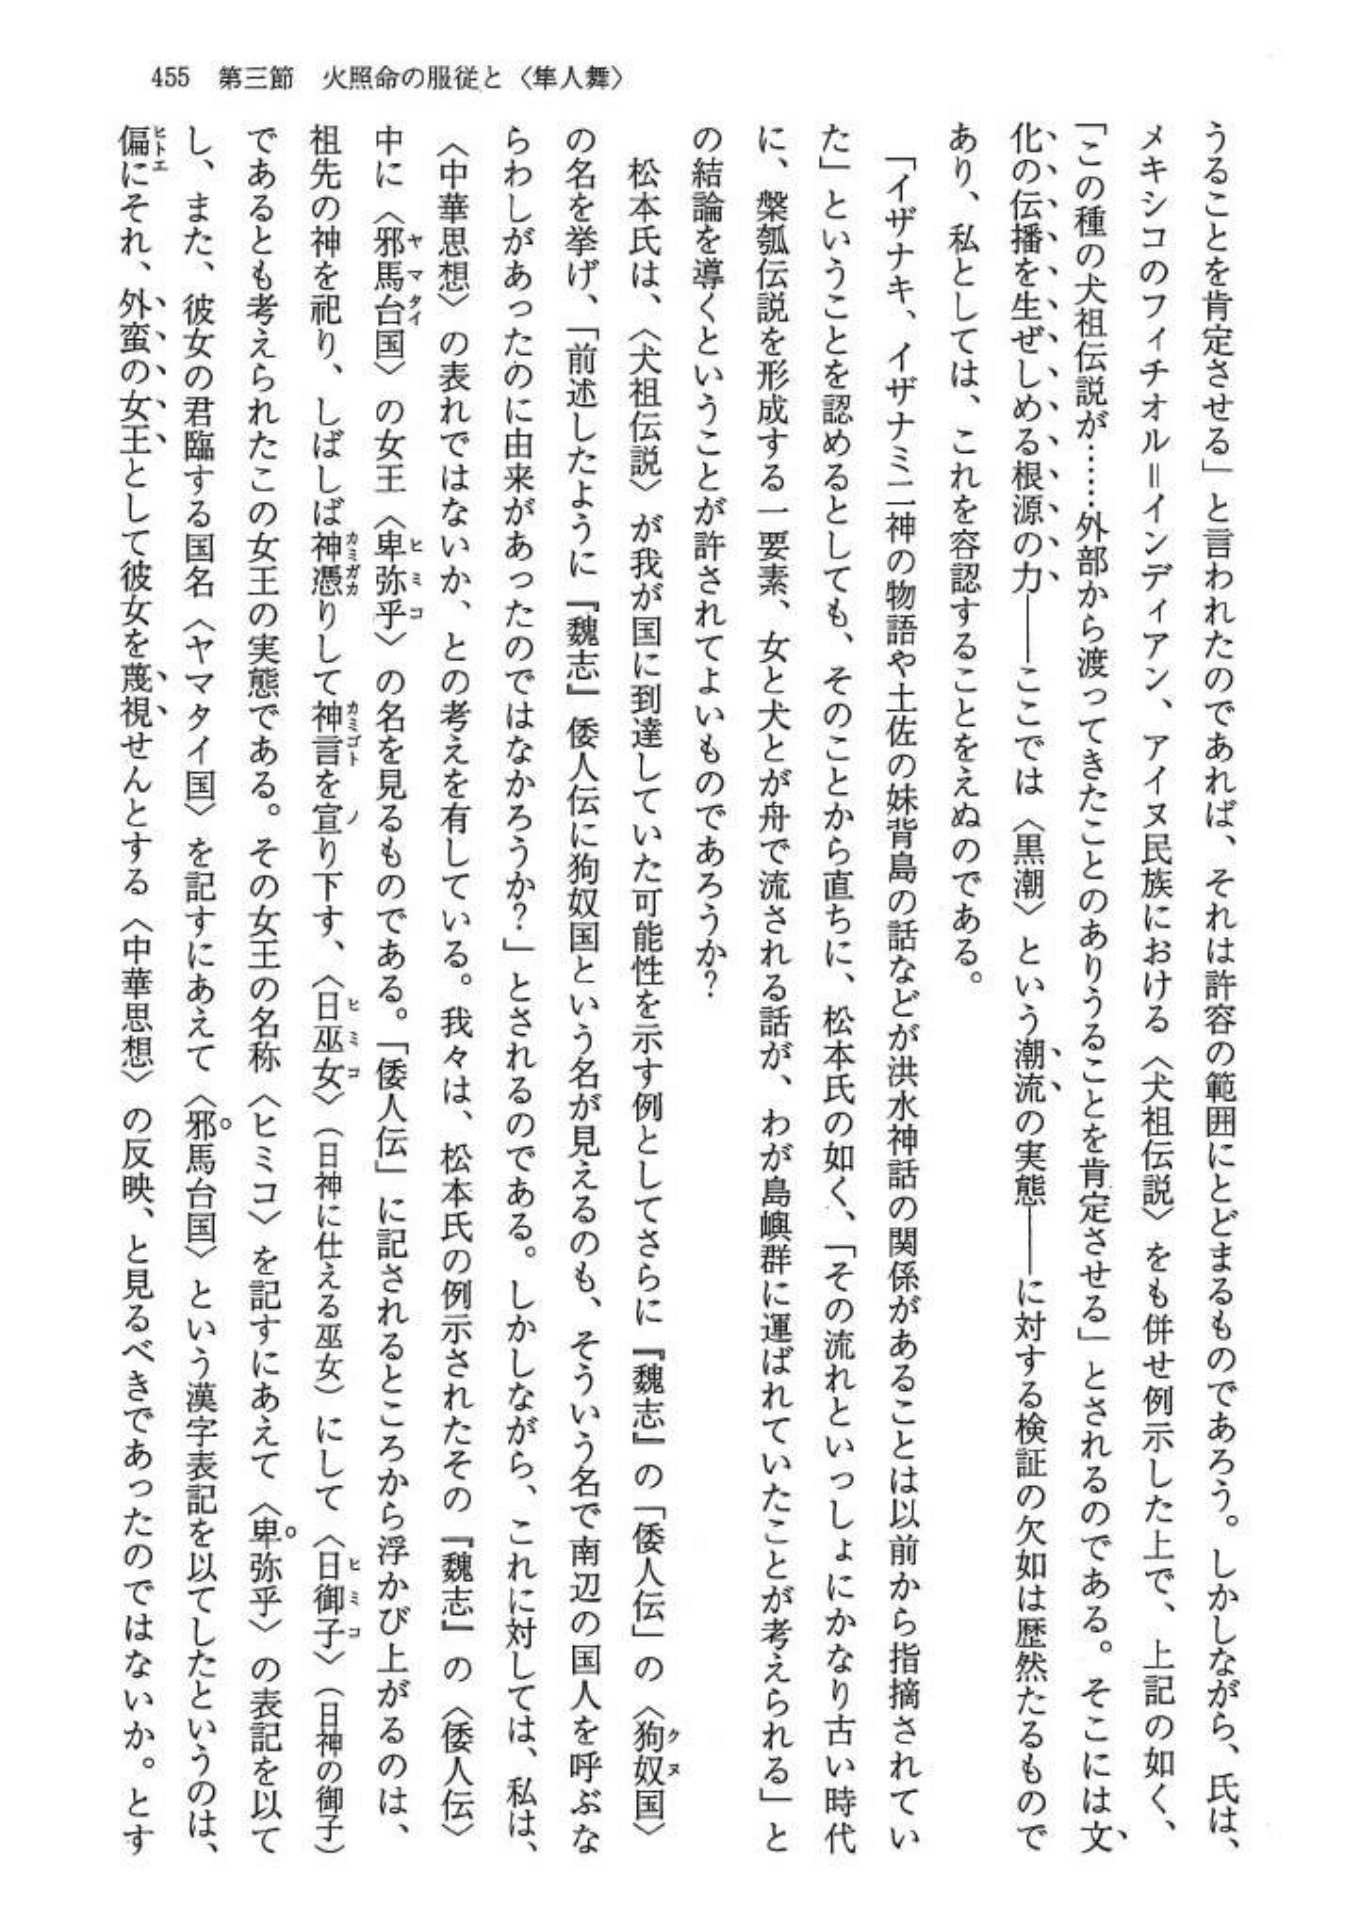 455　第三節　火照命の服従と〈隼人舞〉
うることを肯定させる」と言われたのであれば、それは許容の範囲にとどまるものであろう。しかしながら、氏は、
メキシコのフィチオル＝インディアン、アイヌ民族における〈犬祖伝説〉をも併せ例示した上で、上記の如く、
「この種の犬祖伝説が……外部から渡ってきたことのありうることを肯定させる」とされるのである。そこには文
化の伝播を生ぜしめる根源の力――ここでは〈黒潮〉という潮流の実態――に対する検証の欠如は歴然たるもので
あり、私としては、これを容認することをえぬのである。
「イザナキ、イザナミ二神の物語や土佐の妹背島の話などが洪水神話の関係があることは以前から指摘されてい
た」ということを認めるとしても、そのことから直ちに、松本氏の如く、「その流れといっしょにかなり古い時代
に、槃瓠伝説を形成する一要素、女と犬とが舟で流される話が、わが島嶼群に運ばれていたことが考えられる」と
の結論を導くということが許されてよいものであろうか？
松本氏は、〈犬祖伝説〉が我が国に到達していた可能性を示す例としてさらに『魏志』の「倭人伝」の〈狗奴国〉
の名を挙げ、「前述したように『魏志』倭人伝に狗奴国という名が見えるのも、そういう名で南辺の国人を呼ぶな
らわしがあったのに由来があったのではなかろうか？」とされるのである。しかしながら、これに対しては、私は、
〈中華思想〉の表れではないか、との考えを有している。我々は、松本氏の例示されたその『魏志』の〈倭人伝〉
中に〈邪馬台国〉の女王〈卑弥乎〉の名を見るものである。「倭人伝」に記されるところから浮かび上がるのは、
祖先の神を祀り、しばしば神憑りして神言を宣り下す、〈日巫女〉（日神に仕える巫女）にして〈日御子〉（日神の御子）
であるとも考えられたこの女王の実態である。その女王の名称〈ヒミコ〉を記すにあえて〈卑弥乎〉の表記を以て
し、また、彼女の君臨する国名〈ヤマタイ国〉を記すにあえて〈邪馬台国〉という漢字表記を以てしたというのは、
偏にそれ、外蛮の女王として彼女を蔑視せんとする〈中華思想〉の反映、と見るべきであったのではないか。とす